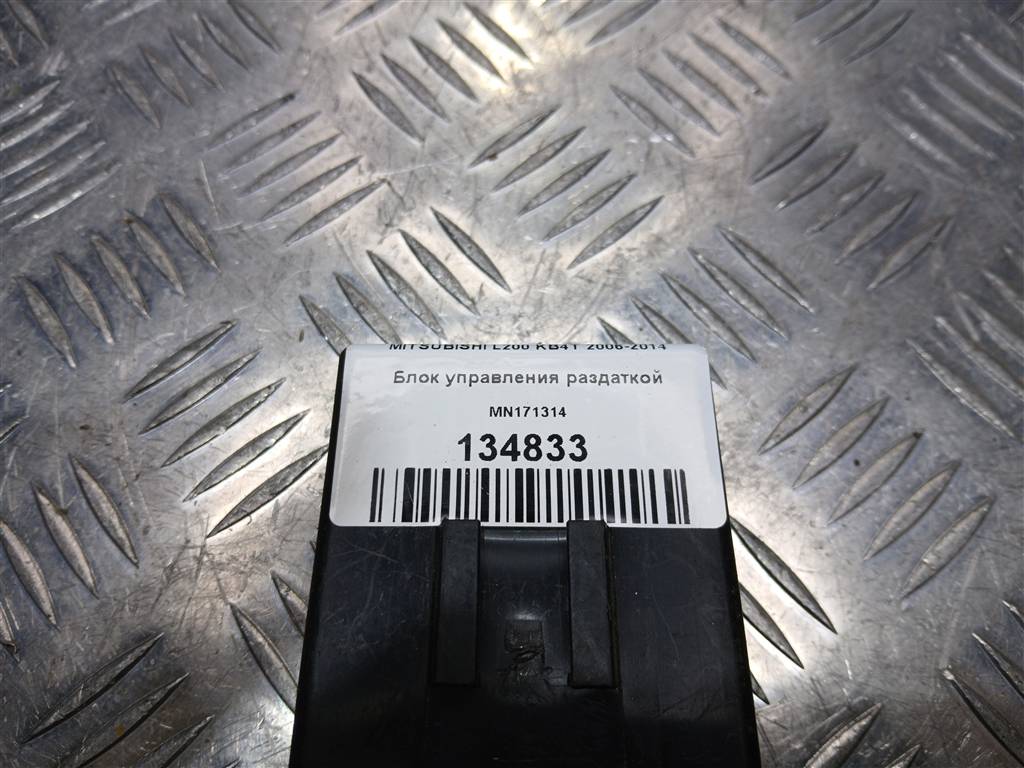 MITSUBISHI L200 KB4T 2006-2014
Блок управления раздаткой
MN171314
134833